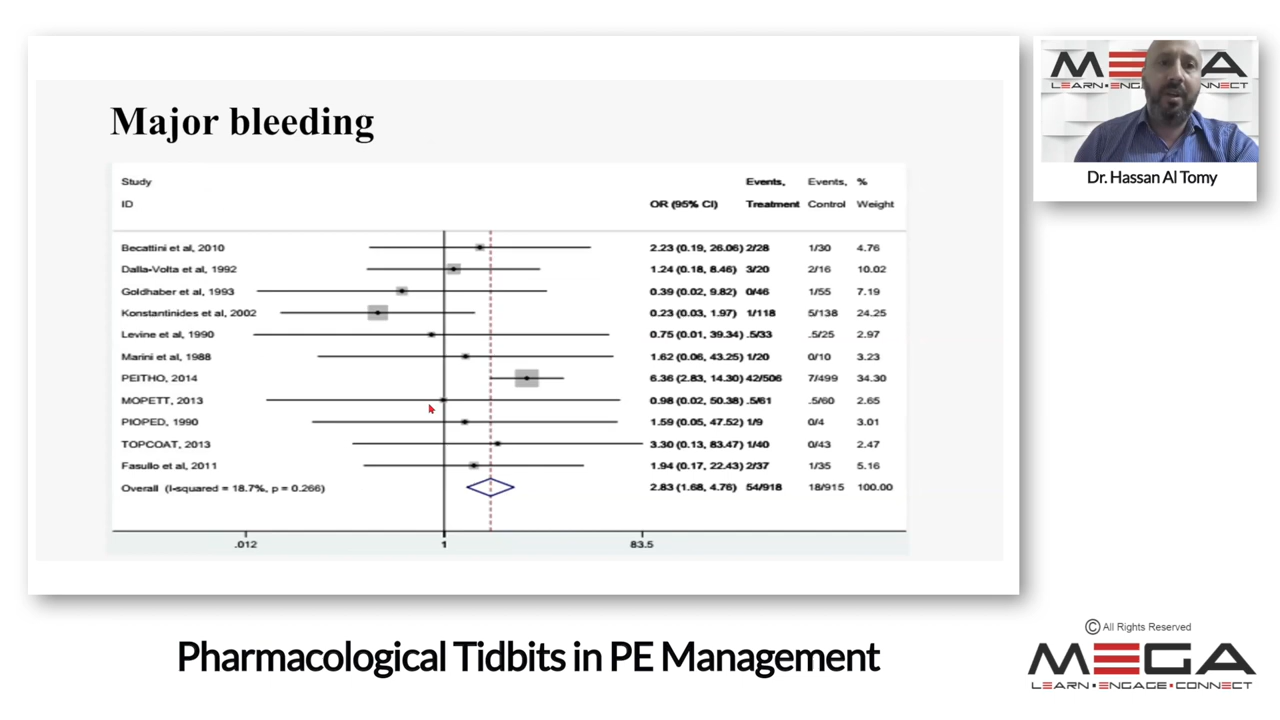 Major bleeding
Study Events, Events, %
ID OR (95% CI) Treatment Control Weight
Becattini et al, 2010 2.23 (0.19, 26.06) 2/28 1/30 4.76
Dalla-Volta et al, 1992 1.24 (0.18, 8.46) 3/20 2/16 10.02
Goldhaber et al, 1993 0.39 (0.02, 9.82) 0/46 1/55 7.19
Konstantinides et al, 2002 0.23 (0.03, 1.97) 1/118 5/138 24.25
Levine et al, 1990 0.75 (0.01, 39.34) .5/33 .5/25 2.97
Marini et al, 1988 1.62 (0.06, 43.25) 1/20 0/10 3.23
PEITHO, 2014 6.36 (2.83, 14.30) 42/506 7/499 34.30
MOPETT, 2013 0.98 (0.02, 50.38) .5/61 .5/60 2.65
PIOPED, 1990 1.59 (0.05, 47.52) 1/9 0/4 3.01
TOPCOAT, 2013 3.30 (0.13, 83.47) 1/40 0/43 2.47
Fasullo et al, 2011 1.94 (0.17, 22.43) 2/37 1/35 5.16
Overall (I-squared = 18.7%, p = 0.266) 2.83 (1.68, 4.76) 54/918 18/915 100.00
.012 1 83.5
MEGA
LEARN•ENGAGE•CONNECT
Dr. Hassan Al Tomy
Pharmacological Tidbits in PE Management
© All Rights Reserved
MEGA
LEARN•ENGAGE•CONNECT